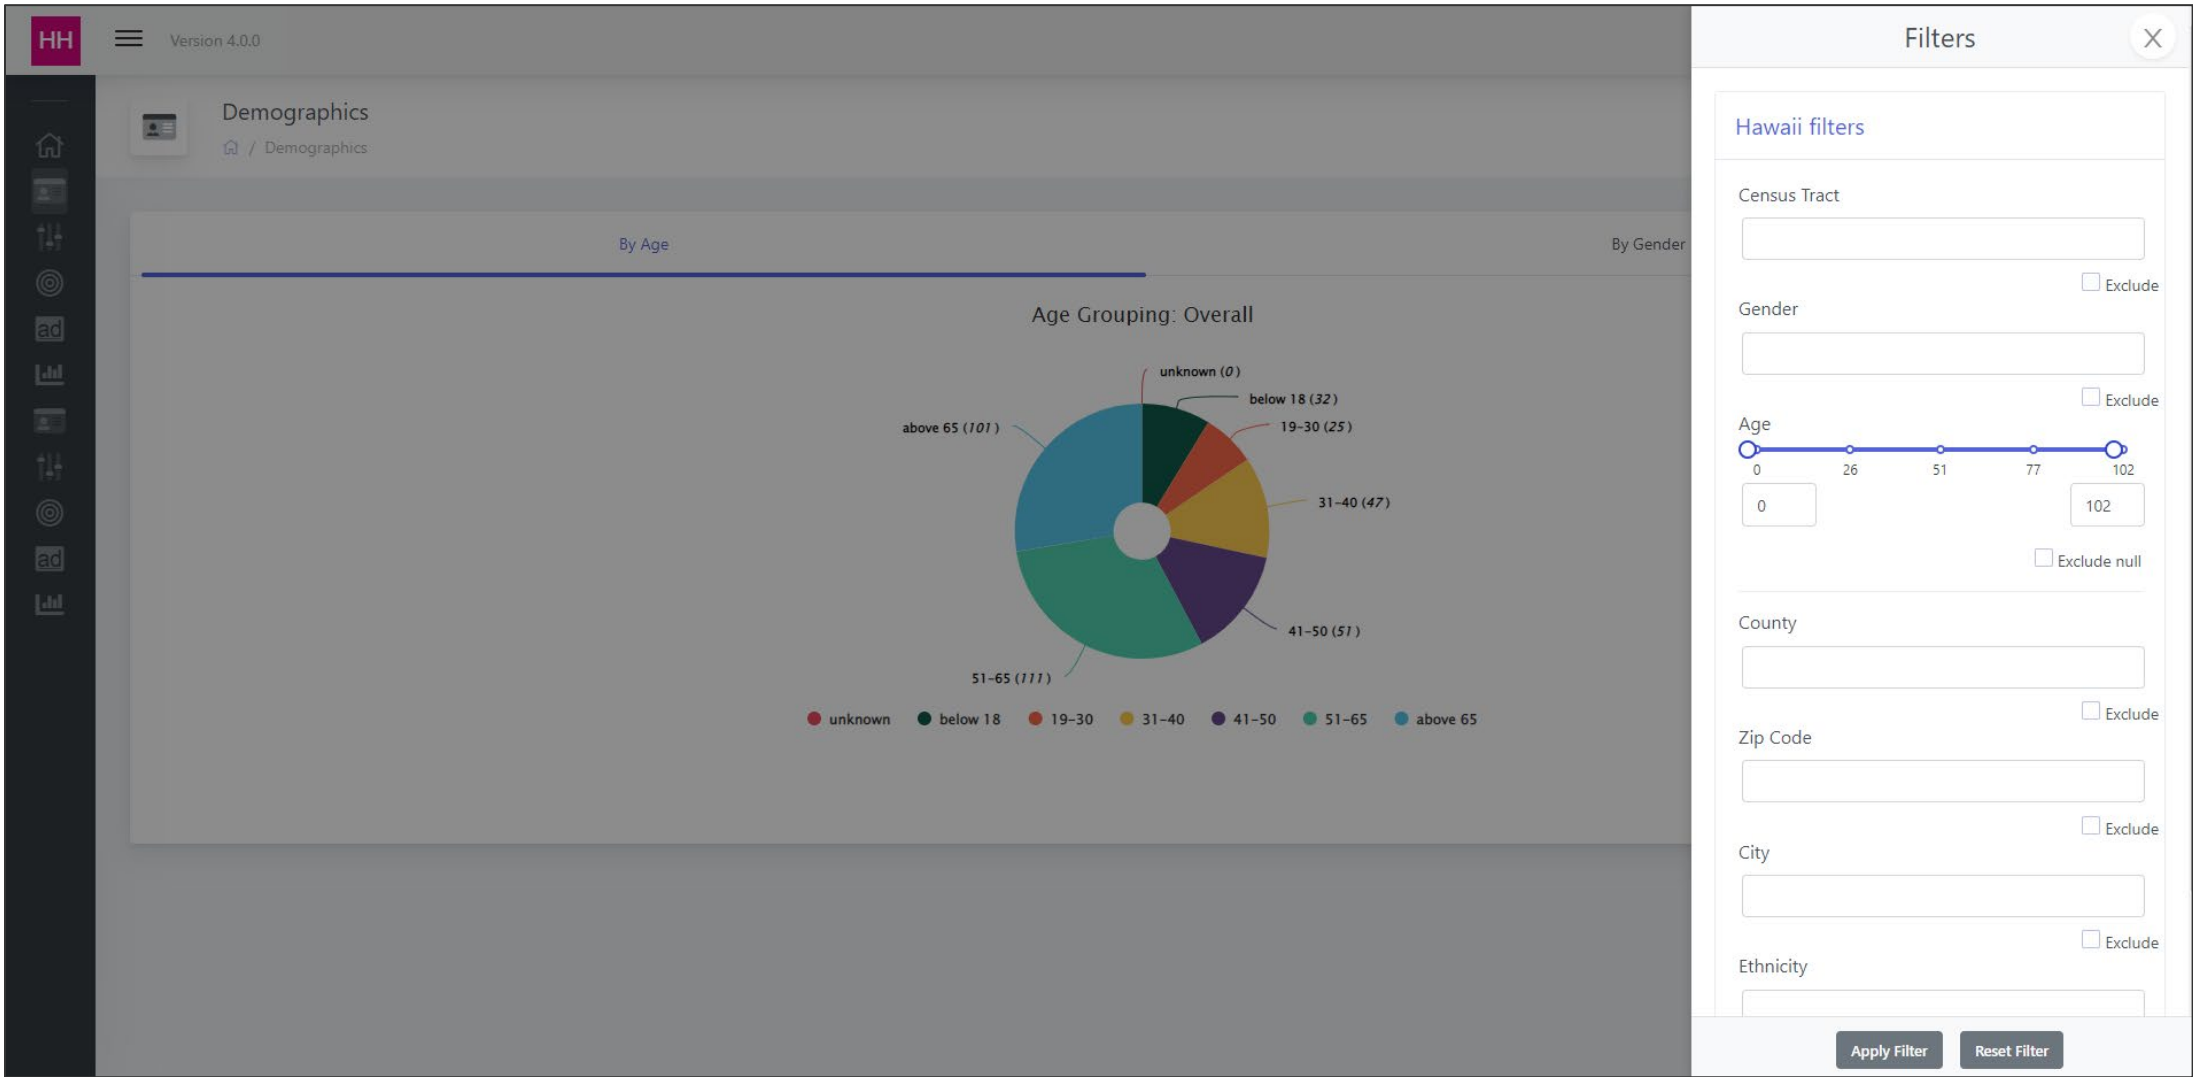 HH
Version 4.0.0
Demographics
/ Demographics
By Age
By Gender
Age Grouping: Overall
unknown (0)
below 18 (32)
19-30 (25)
31-40 (47)
41-50 (51)
51-65 (111)
above 65 (101)
unknown below 18 19-30 31-40 41-50 51-65 above 65
ad
ad
Filters X
Hawaii filters
Census Tract
Exclude
Gender
Exclude
Age
0 26 51 77 102
0 102
Exclude null
County
Exclude
Zip Code
Exclude
City
Exclude
Ethnicity
Apply Filter Reset Filter